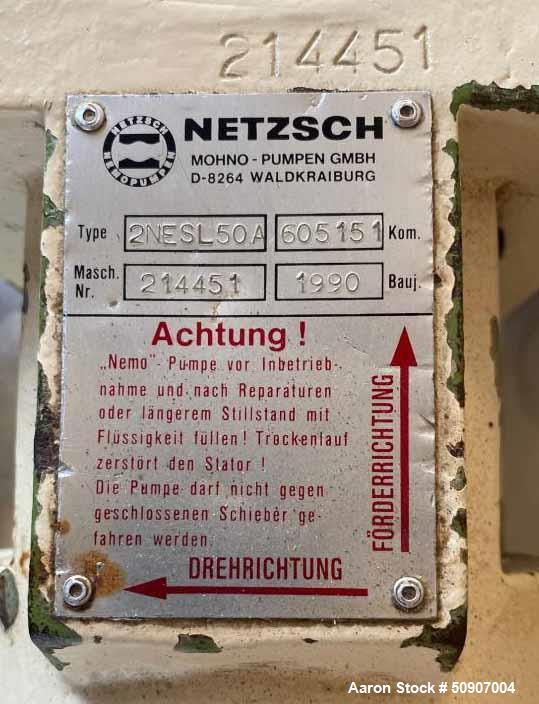 214451
NETZSCH
NEMOPUMPEN
NETZSCH
MOHNO - PUMPEN GMBH
D-8264 WALDKRAIBURG
Type 2NESL50A 605151 Kom.
Masch. Nr. 214451 1990 Bauj.
Achtung !
„Nemo"- Pumpe vor Inbetrieb-
nahme und nach Reparaturen
oder längerem Stillstand mit
Flüssigkeit füllen! Trockenlauf
zerstört den Stator !
Die Pumpe darf nicht gegen
geschlossenen Schieber ge-
fahren werden.
FÖRDERRICHTUNG
DREHRICHTUNG
Aaron Stock # 50907004